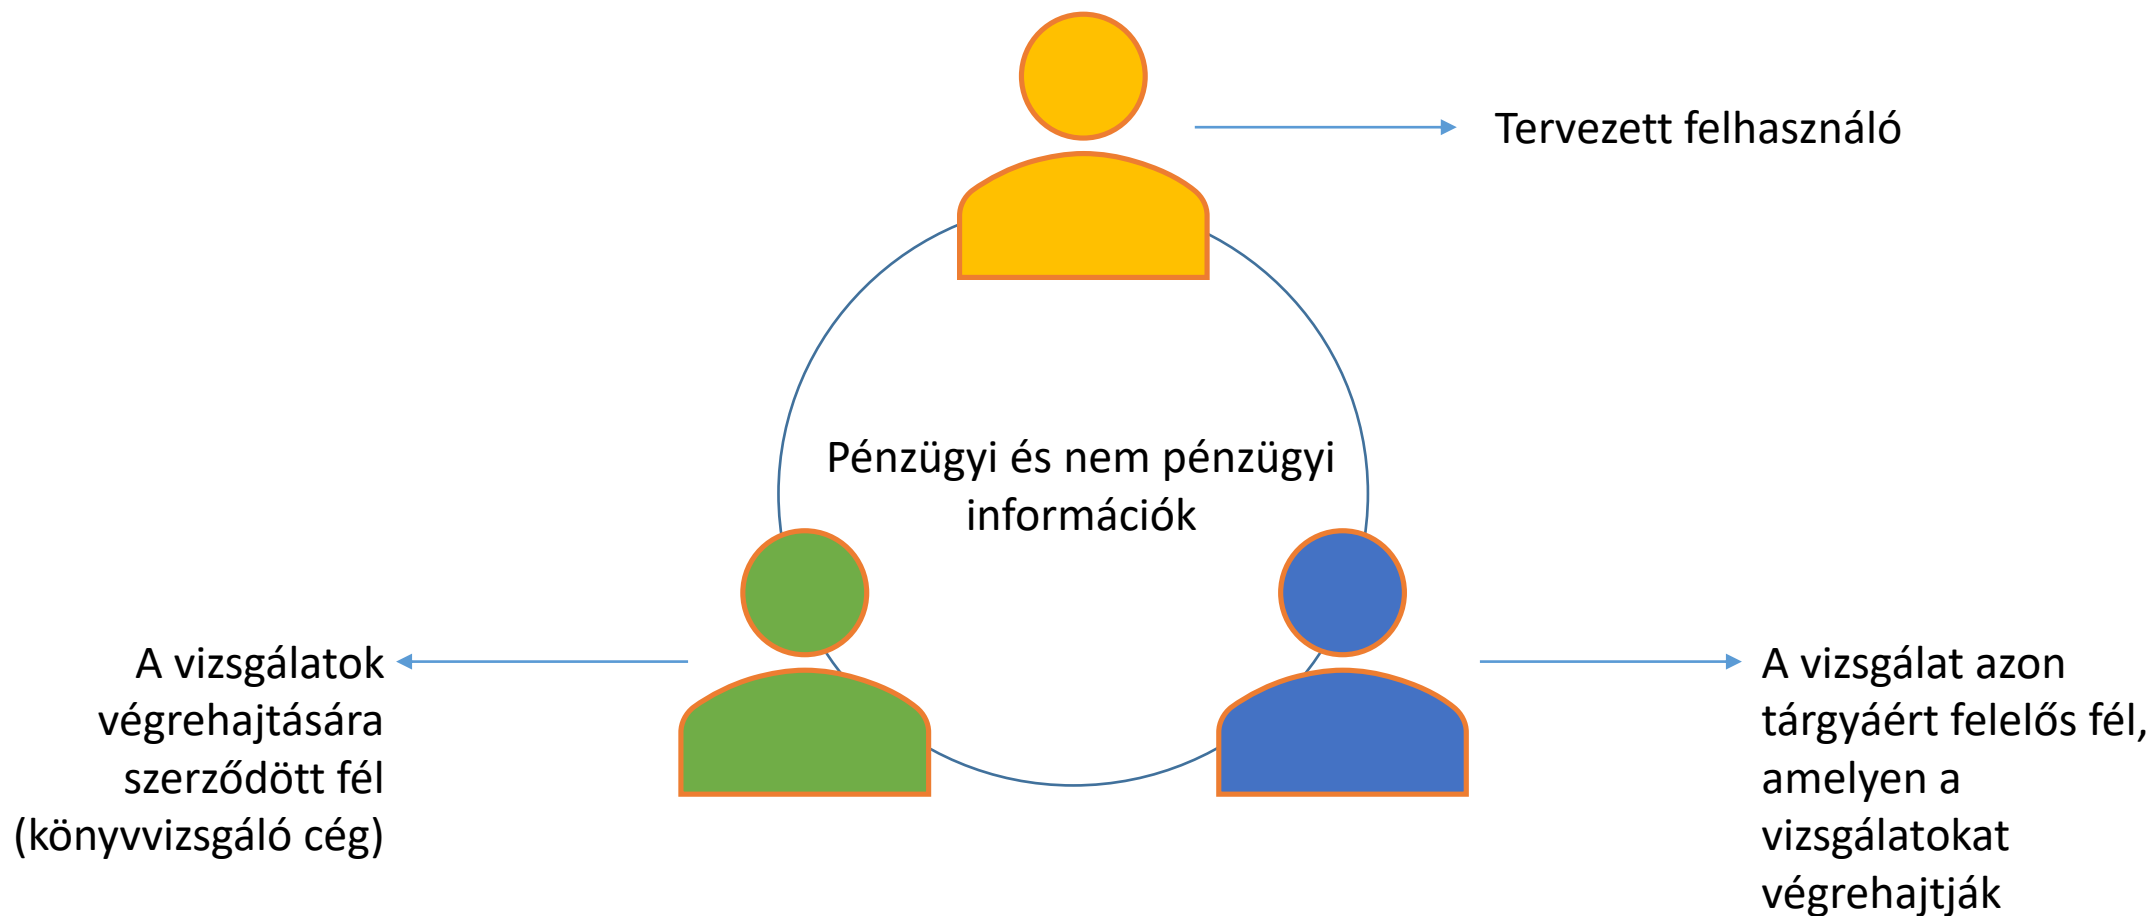 Tervezett felhasználó
Pénzügyi és nem pénzügyi
információk
A vizsgálatok
végrehajtására
szerződött fél
(könyvvizsgáló cég)
A vizsgálat azon
tárgyáért felelős fél,
amelyen a
vizsgálatokat
végrehajtják